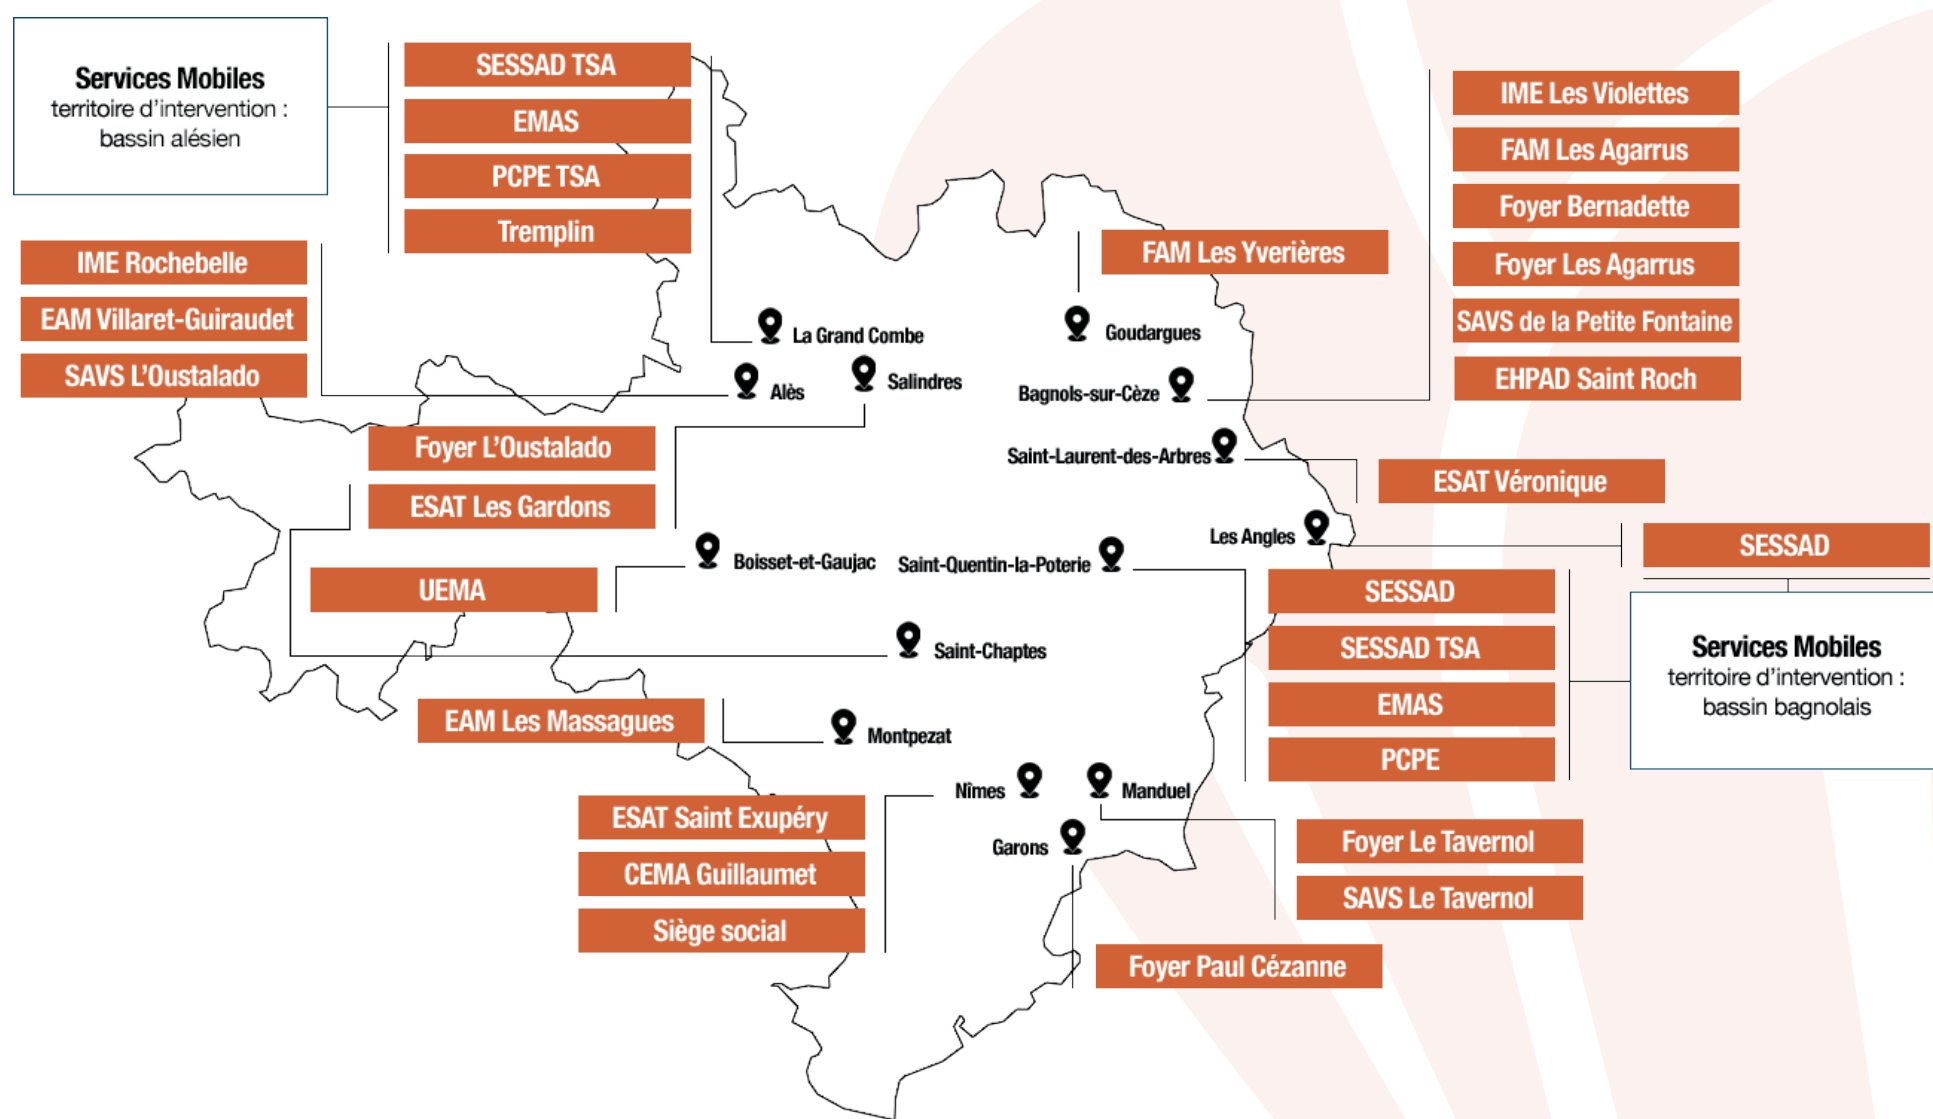 Services Mobiles
territoire d'intervention :
bassin alésien
SESSAD TSA
EMAS
PCPE TSA
Tremplin
IME Rochebelle
EAM Villaret-Guiraudet
SAVS L'Oustalado
La Grand Combe
Alès
Salindres
Foyer L'Oustalado
ESAT Les Gardons
UEMA
Boisset-et-Gaujac
Saint-Chaptes
EAM Les Massagues
Montpezat
ESAT Saint Exupéry
CEMA Guillaumet
Siège social
Nîmes
Manduel
Garons
FAM Les Yverières
Goudargues
Bagnols-sur-Cèze
Saint-Laurent-des-Arbres
Les Angles
Saint-Quentin-la-Poterie
IME Les Violettes
FAM Les Agarrus
Foyer Bernadette
Foyer Les Agarrus
SAVS de la Petite Fontaine
EHPAD Saint Roch
ESAT Véronique
SESSAD
SESSAD
SESSAD TSA
EMAS
PCPE
Services Mobiles
territoire d'intervention :
bassin bagnolais
Foyer Le Tavernol
SAVS Le Tavernol
Foyer Paul Cézanne